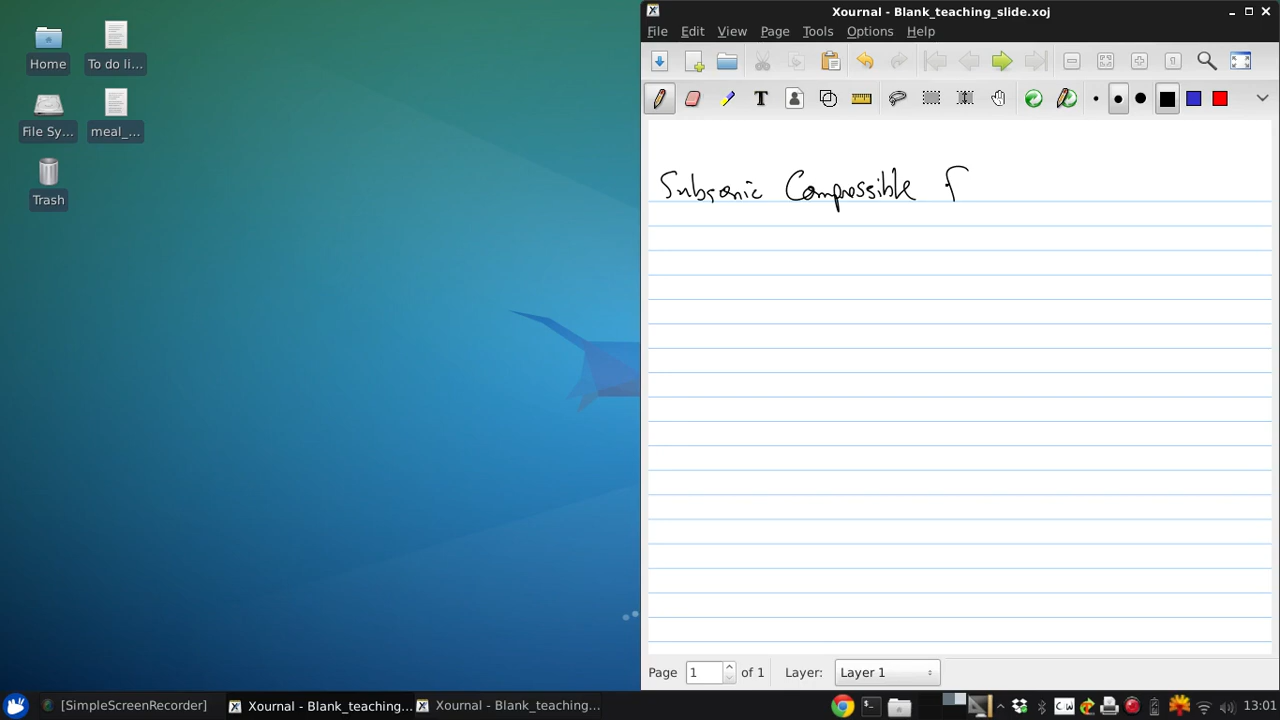 Xournal - Blank_teaching_slide.xoj
File Edit View Page Tools Options Help
Home
To do li...
File Sy...
meal_...
Trash
T
Subsonic Compressible f
Page 1 of 1 Layer: Layer 1
[SimpleScreenRecorder]
Xournal - Blank_teaching...
Xournal - Blank_teaching...
CW
13:01